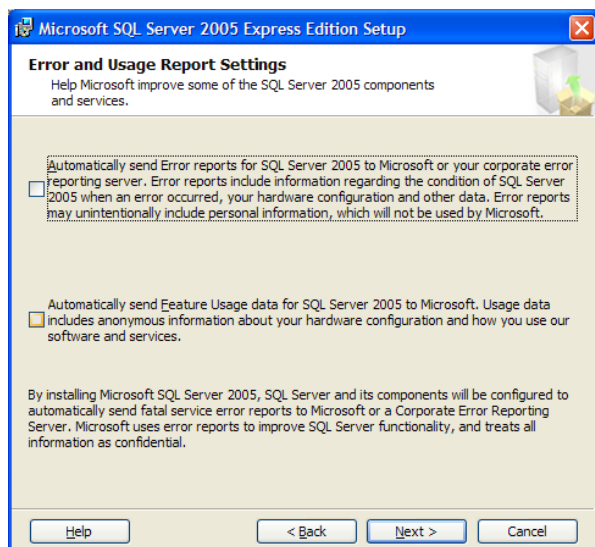 Microsoft SQL Server 2005 Express Edition Setup
Error and Usage Report Settings
Help Microsoft improve some of the SQL Server 2005 components
and services.
Automatically send Error reports for SQL Server 2005 to Microsoft or your corporate error
reporting server. Error reports include information regarding the condition of SQL Server
2005 when an error occurred, your hardware configuration and other data. Error reports
may unintentionally include personal information, which will not be used by Microsoft.
Automatically send Feature Usage data for SQL Server 2005 to Microsoft. Usage data
includes anonymous information about your hardware configuration and how you use our
software and services.
By installing Microsoft SQL Server 2005, SQL Server and its components will be configured to
automatically send fatal service error reports to Microsoft or a Corporate Error Reporting
Server. Microsoft uses error reports to improve SQL Server functionality, and treats all
information as confidential.
Help
< Back
Next >
Cancel